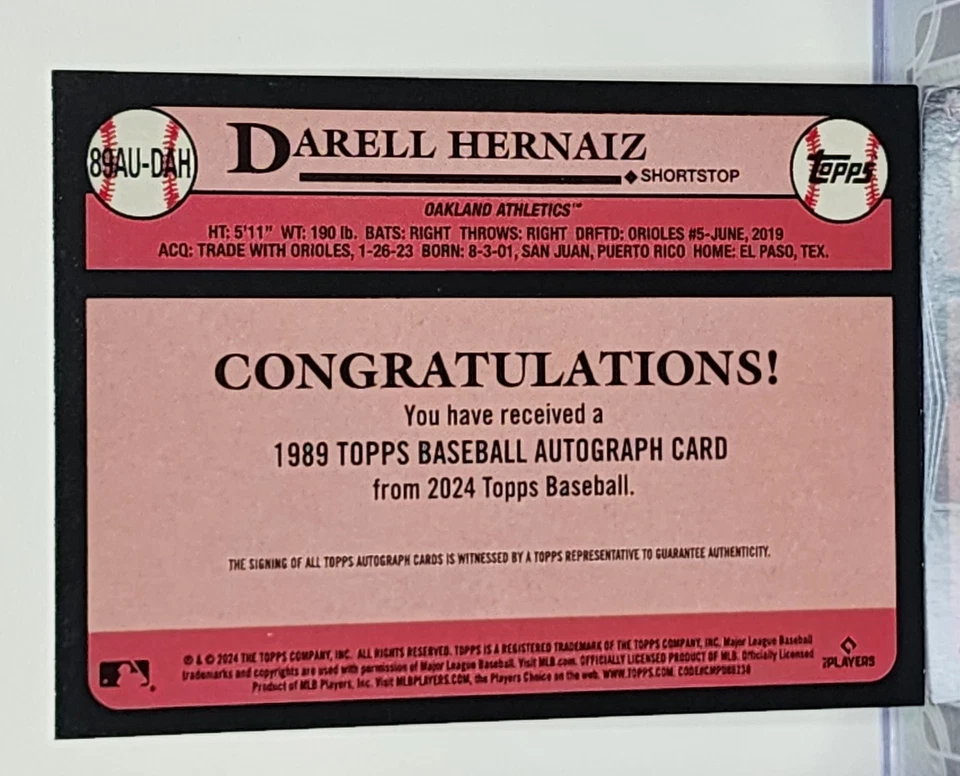 89AU-DAH
DARELL HERNAIZ
SHORTSTOP
Topps
OAKLAND ATHLETICS™
HT: 5'11" WT: 190 lb. BATS: RIGHT THROWS: RIGHT DRFTD: ORIOLES #5-JUNE, 2019
ACQ: TRADE WITH ORIOLES, 1-26-23 BORN: 8-3-01, SAN JUAN, PUERTO RICO HOME: EL PASO, TEX.
CONGRATULATIONS!
You have received a
1989 TOPPS BASEBALL AUTOGRAPH CARD
from 2024 Topps Baseball.
THE SIGNING OF ALL TOPPS AUTOGRAPH CARDS IS WITNESSED BY A TOPPS REPRESENTATIVE TO GUARANTEE AUTHENTICITY.
® & © 2024 THE TOPPS COMPANY, INC. ALL RIGHTS RESERVED. TOPPS IS A REGISTERED TRADEMARK OF THE TOPPS COMPANY, INC. Major League Baseball
trademarks and copyrights are used with permission of Major League Baseball. Visit MLB.com. OFFICIALLY LICENSED PRODUCT OF MLB. Officially Licensed
Product of MLB Players, Inc. Visit MLBPLAYERS.COM, the Players Choice on the web. WWW.TOPPS.COM. CODE#CMP088238
PLAYERS